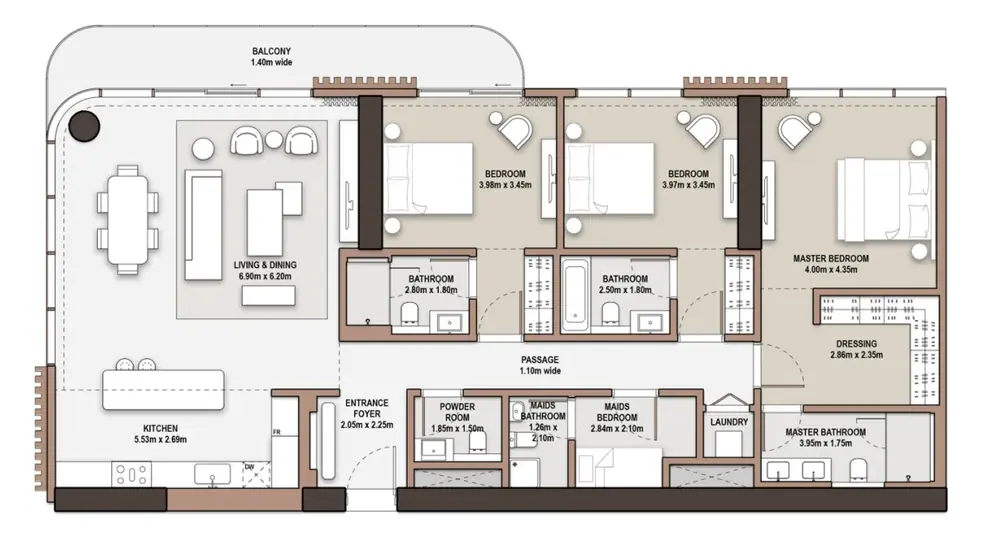 BALCONY
1.40m wide
BEDROOM
3.98m x 3.45m
BEDROOM
3.97m x 3.45m
LIVING & DINING
6.90m x 6.20m
MASTER BEDROOM
4.00m x 4.35m
BATHROOM
2.80m x 1.80m
BATHROOM
2.50m x 1.80m
DRESSING
2.86m x 2.35m
PASSAGE
1.10m wide
KITCHEN
5.53m x 2.69m
FR
DW
ENTRANCE
FOYER
2.05m x 2.25m
POWDER
ROOM
1.85m x 1.50m
MAIDS
BATHROOM
1.26m x
2.10m
MAIDS
BEDROOM
2.84m x 2.10m
LAUNDRY
MASTER BATHROOM
3.95m x 1.75m